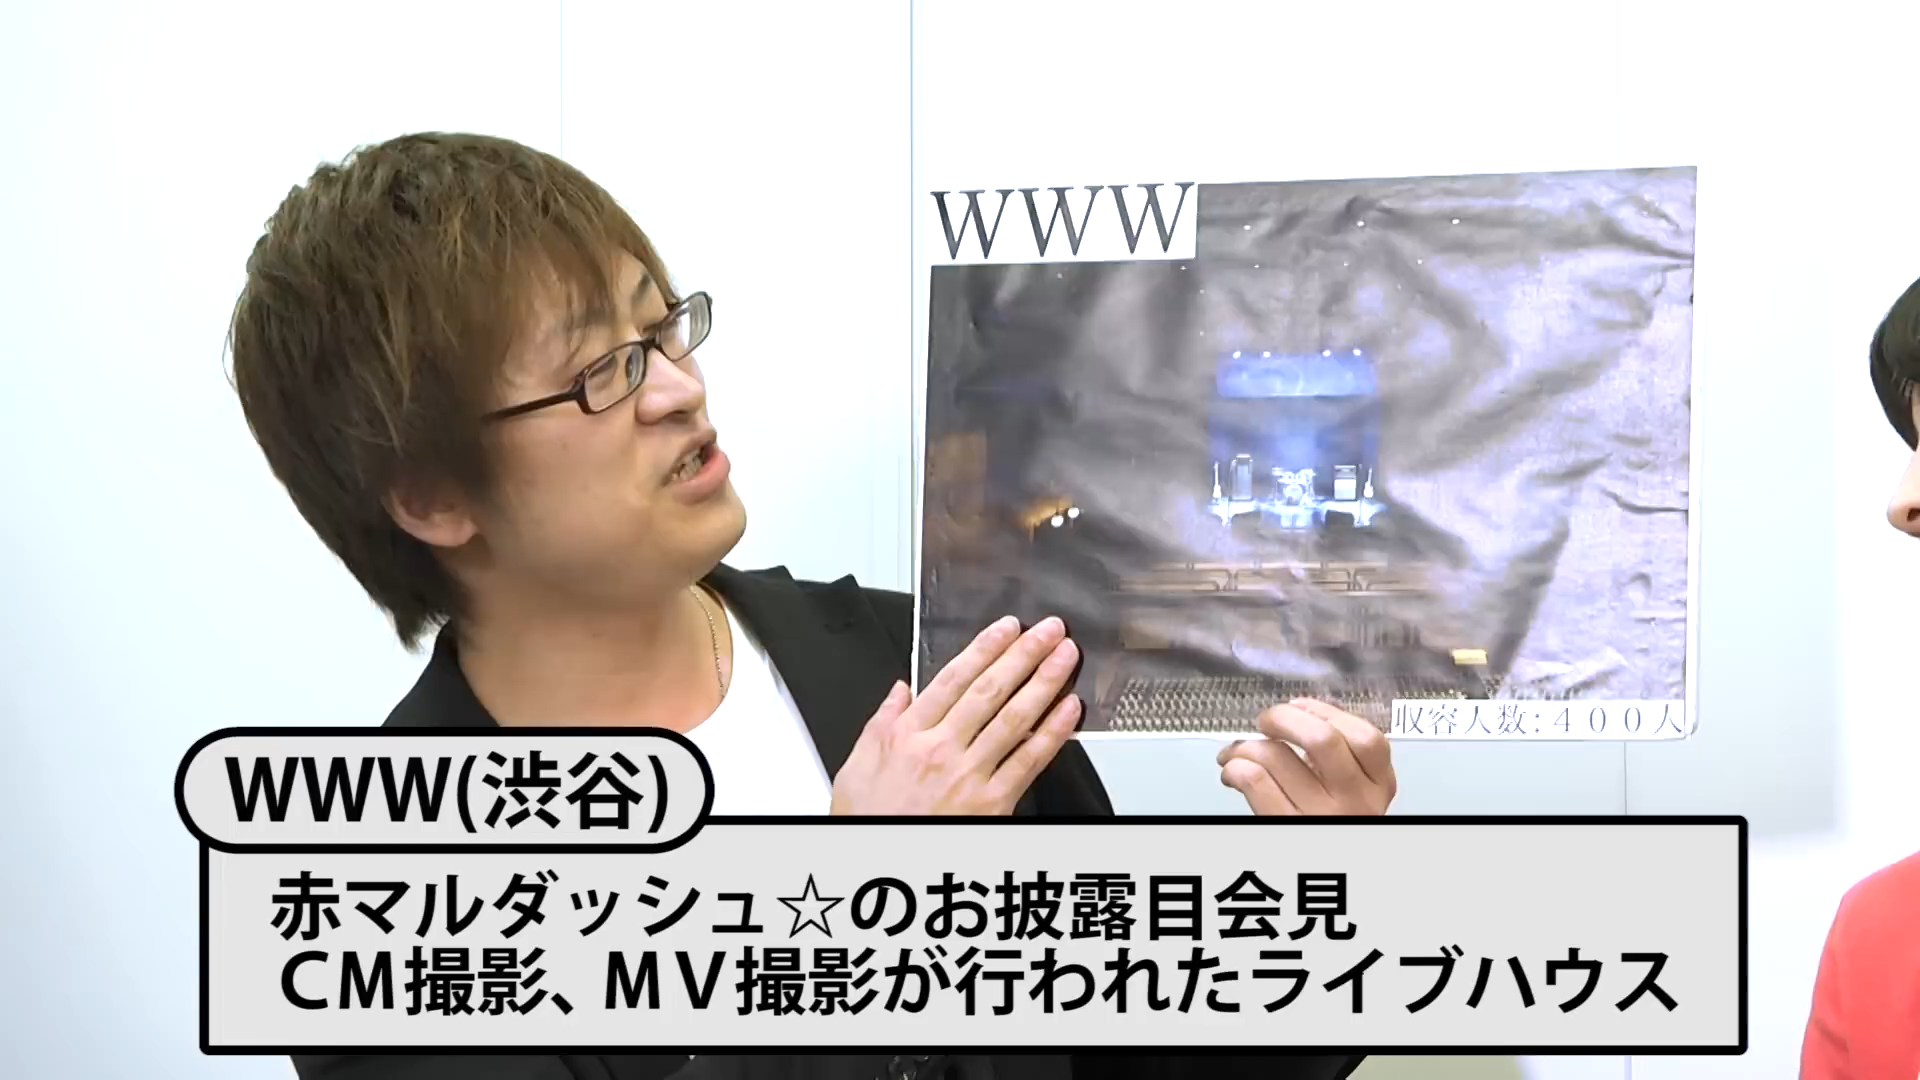 WWW
収容人数:４００人
WWW(渋谷)
赤マルダッシュ☆のお披露目会見
ＣＭ撮影、ＭＶ撮影が行われたライブハウス